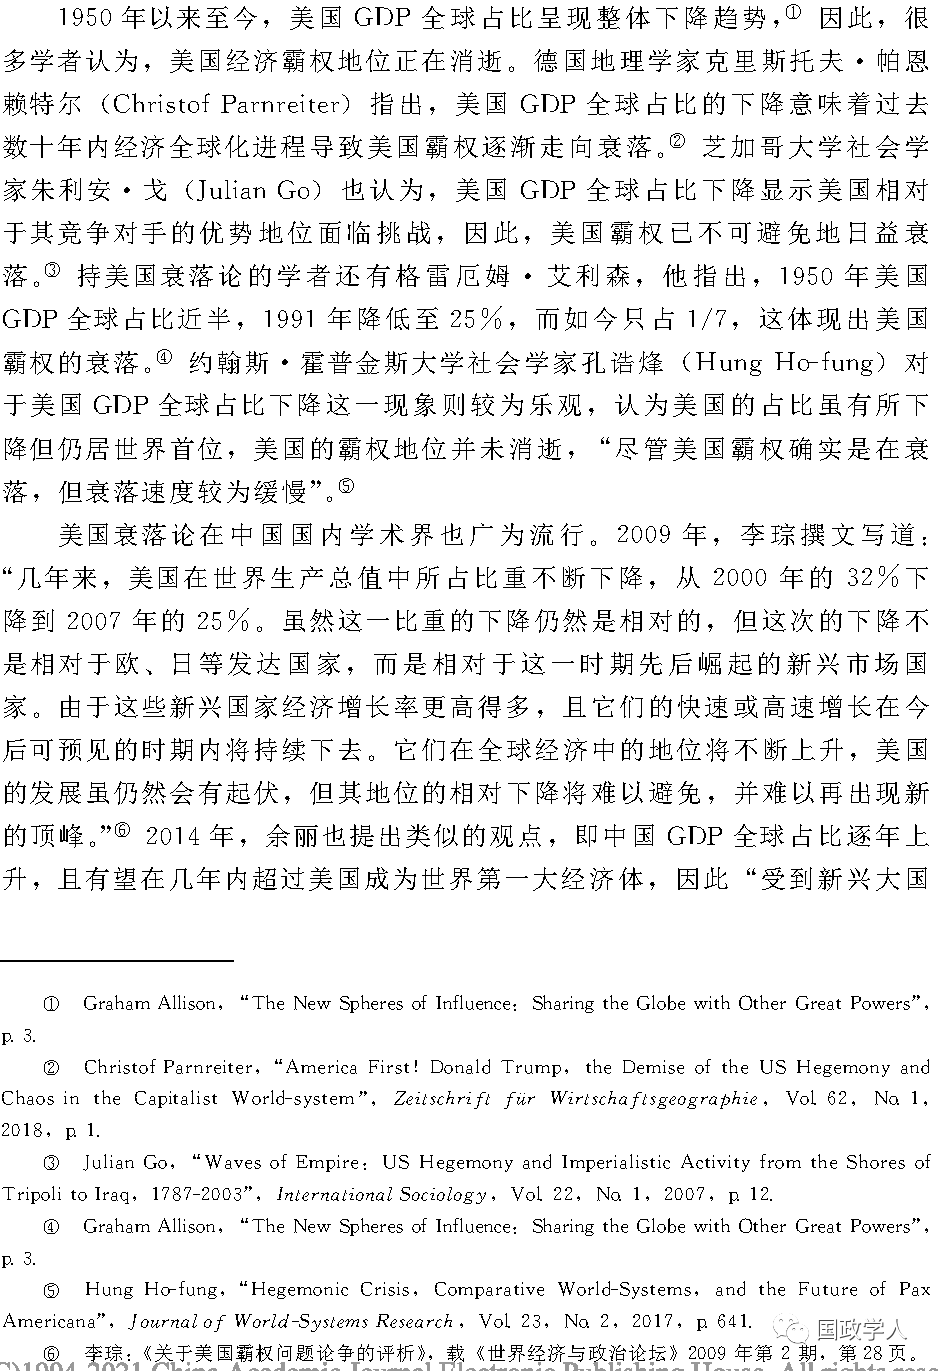 1950 年以来至今，美国 GDP 全球占比呈现整体下降趋势，① 因此，很
多学者认为，美国经济霸权地位正在消逝。德国地理学家克里斯托夫·帕恩
赖特尔（Christof Parnreiter）指出，美国 GDP 全球占比的下降意味着过去
数十年内经济全球化进程导致美国霸权逐渐走向衰落。② 芝加哥大学社会学
家朱利安·戈（Julian Go）也认为，美国 GDP 全球占比下降显示美国相对
于其竞争对手的优势地位面临挑战，因此，美国霸权已不可避免地日益衰
落。③ 持美国衰落论的学者还有格雷厄姆·艾利森，他指出，1950 年美国
GDP 全球占比近半，1991 年降低至 25%，而如今只占 1/7，这体现出美国
霸权的衰落。④ 约翰斯·霍普金斯大学社会学家孔诰烽（Hung Ho-fung）对
于美国 GDP 全球占比下降这一现象则较为乐观，认为美国的占比虽有所下
降但仍居世界首位，美国的霸权地位并未消逝，“尽管美国霸权确实是在衰
落，但衰落速度较为缓慢”。⑤
美国衰落论在中国国内学术界也广为流行。2009 年，李琮撰文写道：
“几年来，美国在世界生产总值中所占比重不断下降，从 2000 年的 32%下
降到 2007 年的 25%。虽然这一比重的下降仍然是相对的，但这次的下降不
是相对于欧、日等发达国家，而是相对于这一时期先后崛起的新兴市场国
家。由于这些新兴国家经济增长率更高得多，且它们的快速或高速增长在今
后可预见的时期内将持续下去。它们在全球经济中的地位将不断上升，美国
的发展虽仍然会有起伏，但其地位的相对下降将难以避免，并难以再出现新
的顶峰。”⑥ 2014 年，余丽也提出类似的观点，即中国 GDP 全球占比逐年上
升，且有望在几年内超过美国成为世界第一大经济体，因此“受到新兴大国
① Graham Allison, “The New Spheres of Influence: Sharing the Globe with Other Great Powers”,
p. 3.
② Christof Parnreiter, “America First! Donald Trump, the Demise of the US Hegemony and
Chaos in the Capitalist World-system”, Zeitschrift für Wirtschaftsgeographie, Vol. 62, No. 1,
2018, p. 1.
③ Julian Go, “Waves of Empire: US Hegemony and Imperialistic Activity from the Shores of
Tripoli to Iraq, 1787-2003”, International Sociology, Vol. 22, No. 1, 2007, p. 12.
④ Graham Allison, “The New Spheres of Influence: Sharing the Globe with Other Great Powers”,
p. 3.
⑤ Hung Ho-fung, “Hegemonic Crisis, Comparative World-Systems, and the Future of Pax
Americana”, Journal of World-Systems Research, Vol. 23, No. 2, 2017, p. 641.
国政学人
⑥ 李琮：《关于美国霸权问题论争的评析》，载《世界经济与政治论坛》2009 年第 2 期，第 28 页。